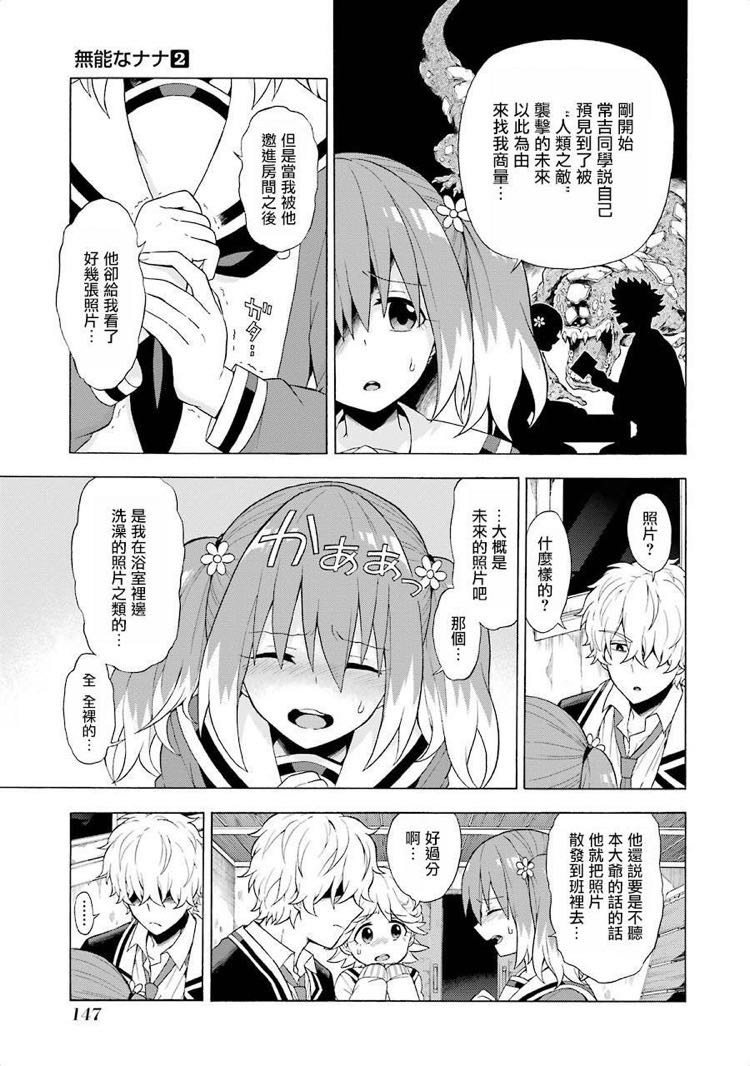 無能なナナ2
剛開始
常吉同學說自己
預見到了被
〝人類之敵〞
襲擊的未來
以此為由
來找我商量…
但是當我被他
邀進房間之後
他卻給我看了
好幾張照片…
ガタ…
照片?
什麼樣的?
…大概是
未來的照片吧
那個…
かあああっ
是我在浴室裡邊
洗澡的照片之類的…
全 全裸的…
他還說要是不聽
本大爺的話的話
他就把照片
散發到班裡去…
好過分
啊…
……
147